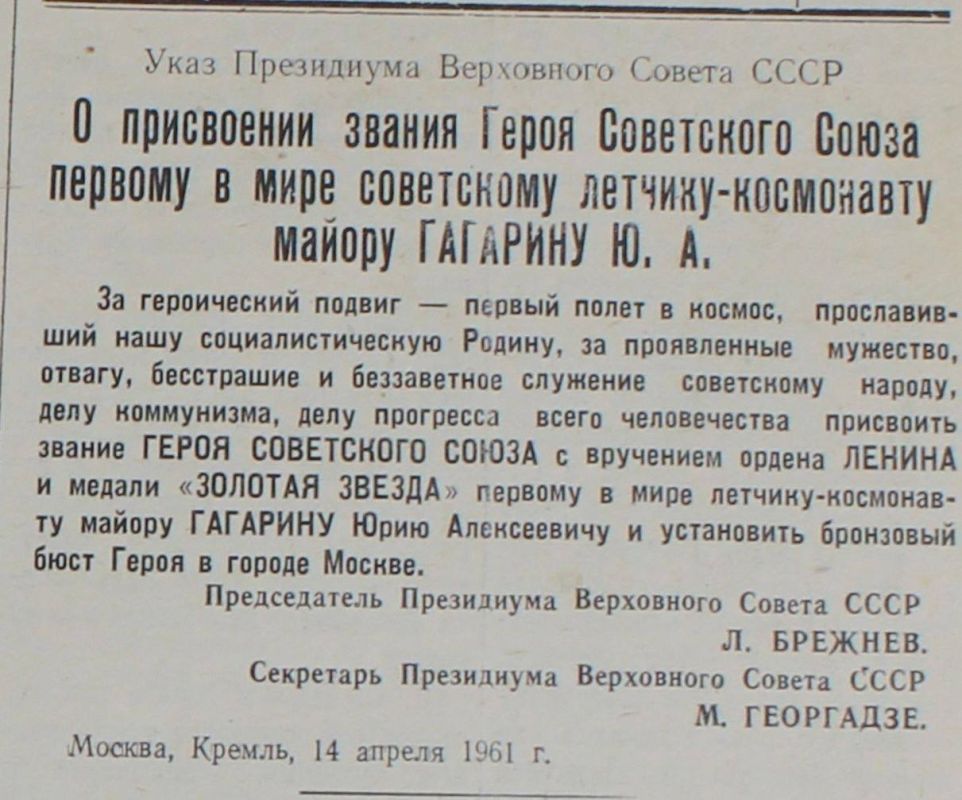 Указ Президиума Верховного Совета СССР
О присвоении звания Героя Советского Союза
первому в мире советскому летчику-космонавту
майору ГАГАРИНУ Ю. А.
За героический подвиг — первый полет в космос, прославив-
ший нашу социалистическую Родину, за проявленные мужество,
отвагу, бесстрашие и беззаветное служение советскому народу,
делу коммунизма, делу прогресса всего человечества присвоить
звание ГЕРОЯ СОВЕТСКОГО СОЮЗА с вручением ордена ЛЕНИНА
и медали «ЗОЛОТАЯ ЗВЕЗДА» первому в мире летчику-космонав-
ту майору ГАГАРИНУ Юрию Алексеевичу и установить бронзовый
бюст Героя в городе Москве.
Председатель Президиума Верховного Совета СССР
Л. БРЕЖНЕВ.
Секретарь Президиума Верховного Совета СССР
М. ГЕОРГАДЗЕ.
Москва, Кремль, 14 апреля 1961 г.